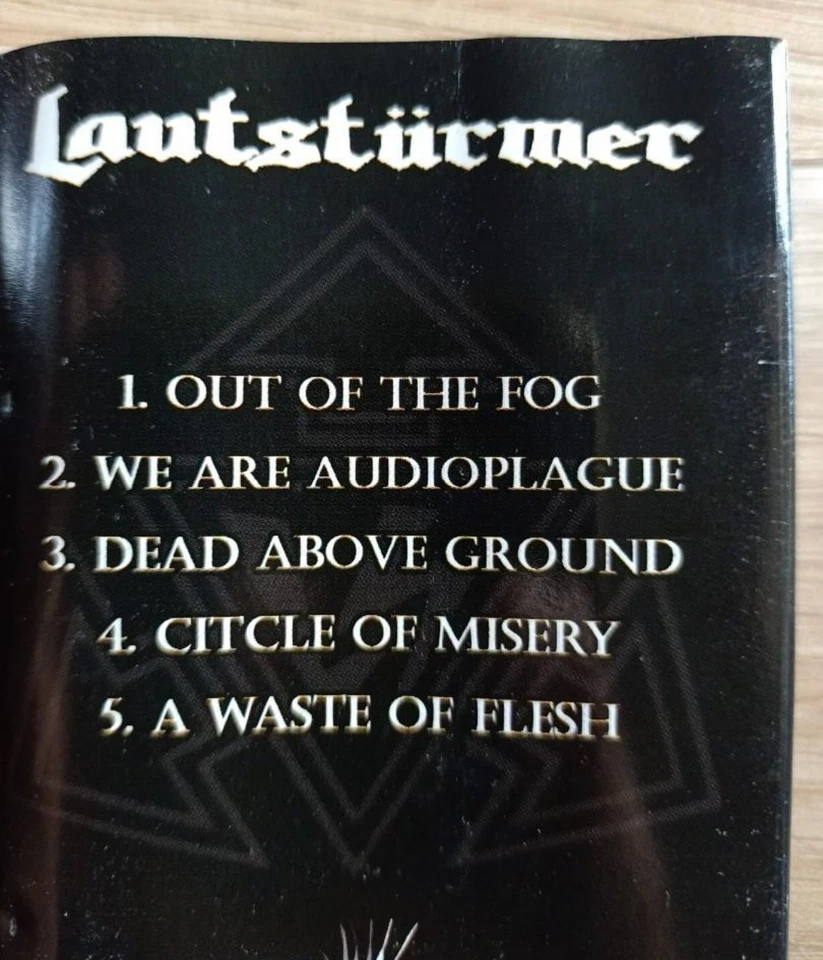 Lautstürmer
1. OUT OF THE FOG
2. WE ARE AUDIOPLAGUE
3. DEAD ABOVE GROUND
4. CITCLE OF MISERY
5. A WASTE OF FLESH